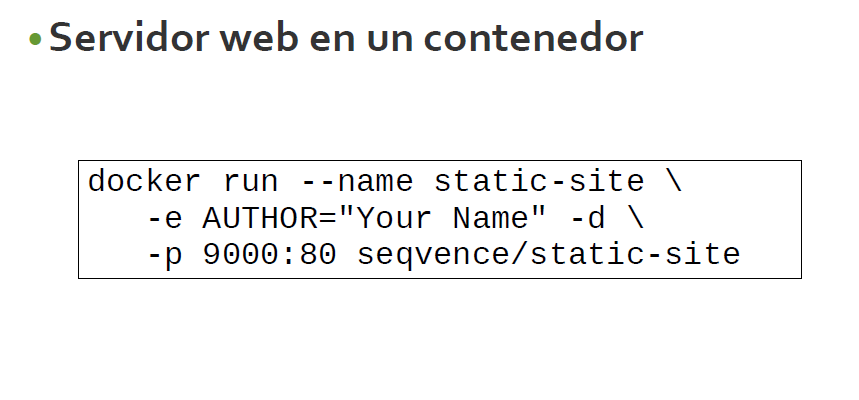 •Servidor web en un contenedor
docker run --name static-site \
-e AUTHOR="Your Name" -d \
-p 9000:80 seqvence/static-site